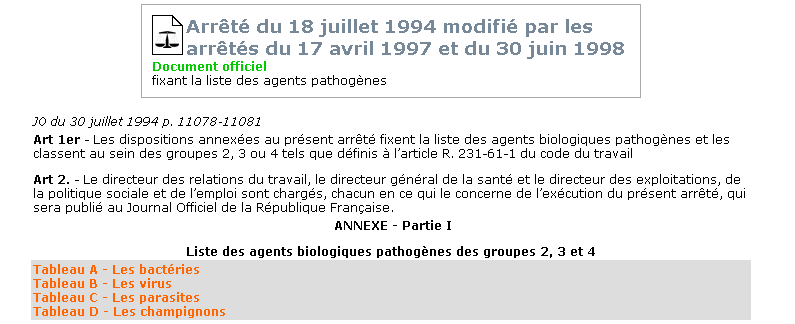 Arrêté du 18 juillet 1994 modifié par les
arrêtés du 17 avril 1997 et du 30 juin 1998
Document officiel
fixant la liste des agents pathogènes
JO du 30 juillet 1994 p. 11078-11081
Art 1er - Les dispositions annexées au présent arrêté fixent la liste des agents biologiques pathogènes et les
classent au sein des groupes 2, 3 ou 4 tels que définis à l’article R. 231-61-1 du code du travail
Art 2. - Le directeur des relations du travail, le directeur général de la santé et le directeur des exploitations, de
la politique sociale et de l’emploi sont chargés, chacun en ce qui le concerne de l’exécution du présent arrêté, qui
sera publié au Journal Officiel de la République Française.
ANNEXE - Partie I
Liste des agents biologiques pathogènes des groupes 2, 3 et 4
Tableau A - Les bactéries
Tableau B - Les virus
Tableau C - Les parasites
Tableau D - Les champignons